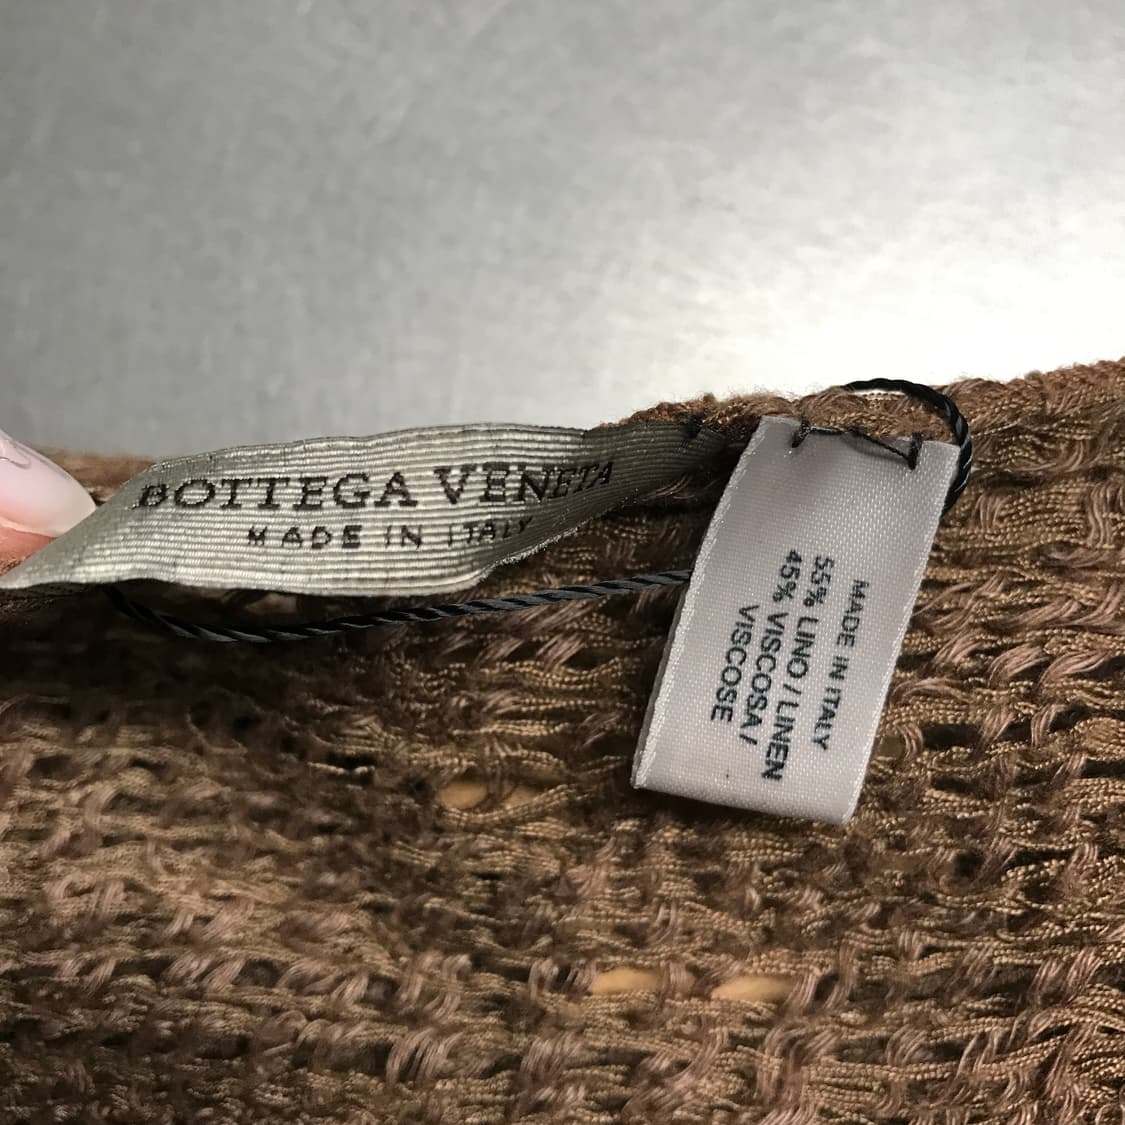 BOTTEGA VENETA
MADE IN ITALY
MADE IN ITALY
55% LINO / LINEN
45% VISCOSA /
VISCOSE